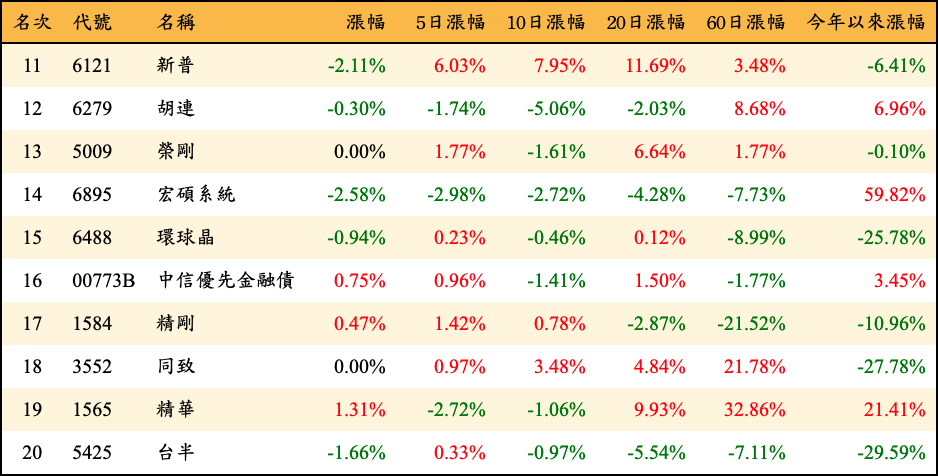 名次 代號 名稱 漲幅 5日漲幅 10日漲幅 20日漲幅 60日漲幅 今年以來漲幅
11 6121 新普 -2.11% 6.03% 7.95% 11.69% 3.48% -6.41%
12 6279 胡連 -0.30% -1.74% -5.06% -2.03% 8.68% 6.96%
13 5009 榮剛 0.00% 1.77% -1.61% 6.64% 1.77% -0.10%
14 6895 宏碩系統 -2.58% -2.98% -2.72% -4.28% -7.73% 59.82%
15 6488 環球晶 -0.94% 0.23% -0.46% 0.12% -8.99% -25.78%
16 00773B 中信優先金融債 0.75% 0.96% -1.41% 1.50% -1.77% 3.45%
17 1584 精剛 0.47% 1.42% 0.78% -2.87% -21.52% -10.96%
18 3552 同致 0.00% 0.97% 3.48% 4.84% 21.78% -27.78%
19 1565 精華 1.31% -2.72% -1.06% 9.93% 32.86% 21.41%
20 5425 台半 -1.66% 0.33% -0.97% -5.54% -7.11% -29.59%